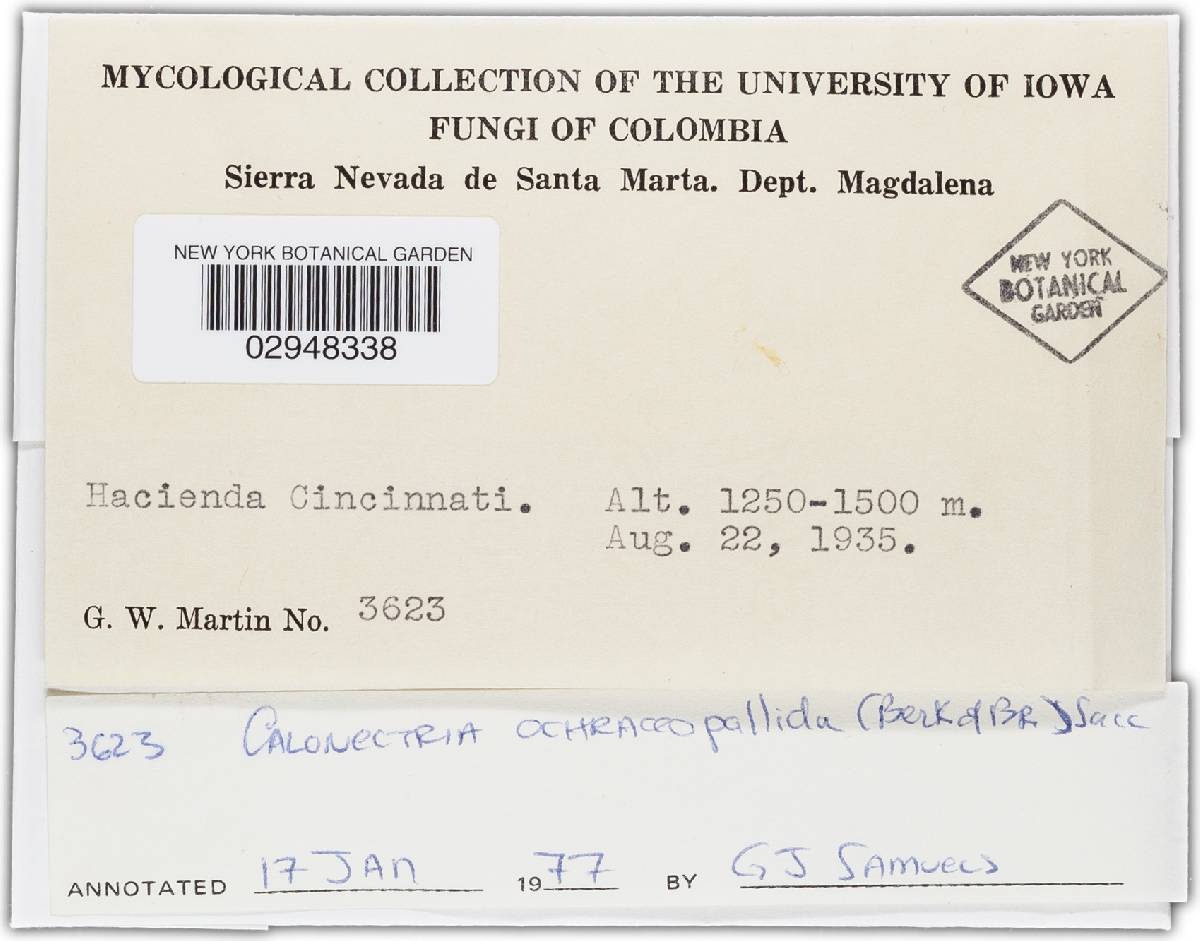 MYCOLOGICAL COLLECTION OF THE UNIVERSITY OF IOWA
FUNGI OF COLOMBIA
Sierra Nevada de Santa Marta. Dept. Magdalena
NEW YORK BOTANICAL GARDEN
02948338
NEW YORK
BOTANICAL
GARDEN
Hacienda Cincinnati. Alt. 1250-1500 m.
Aug. 22, 1935.
G. W. Martin No. 3623
3623 CALONECTRIA OCHRACEOpallida (Berk & BR) Sacc
ANNOTATED 17 JAN 1977 BY GJ SAMUELS